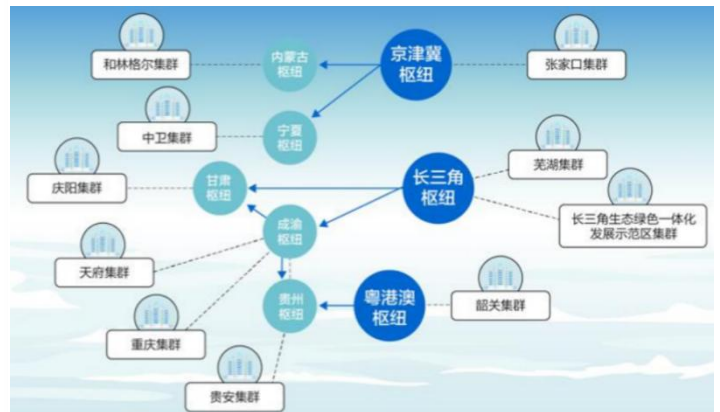 和林格尔集群
内蒙古
枢纽
京津冀
枢纽
张家口集群
中卫集群
宁夏
枢纽
芜湖集群
庆阳集群
甘肃
枢纽
长三角
枢纽
长三角生态绿色一体化
发展示范区集群
成渝
枢纽
天府集群
贵州
枢纽
粤港澳
枢纽
韶关集群
重庆集群
贵安集群